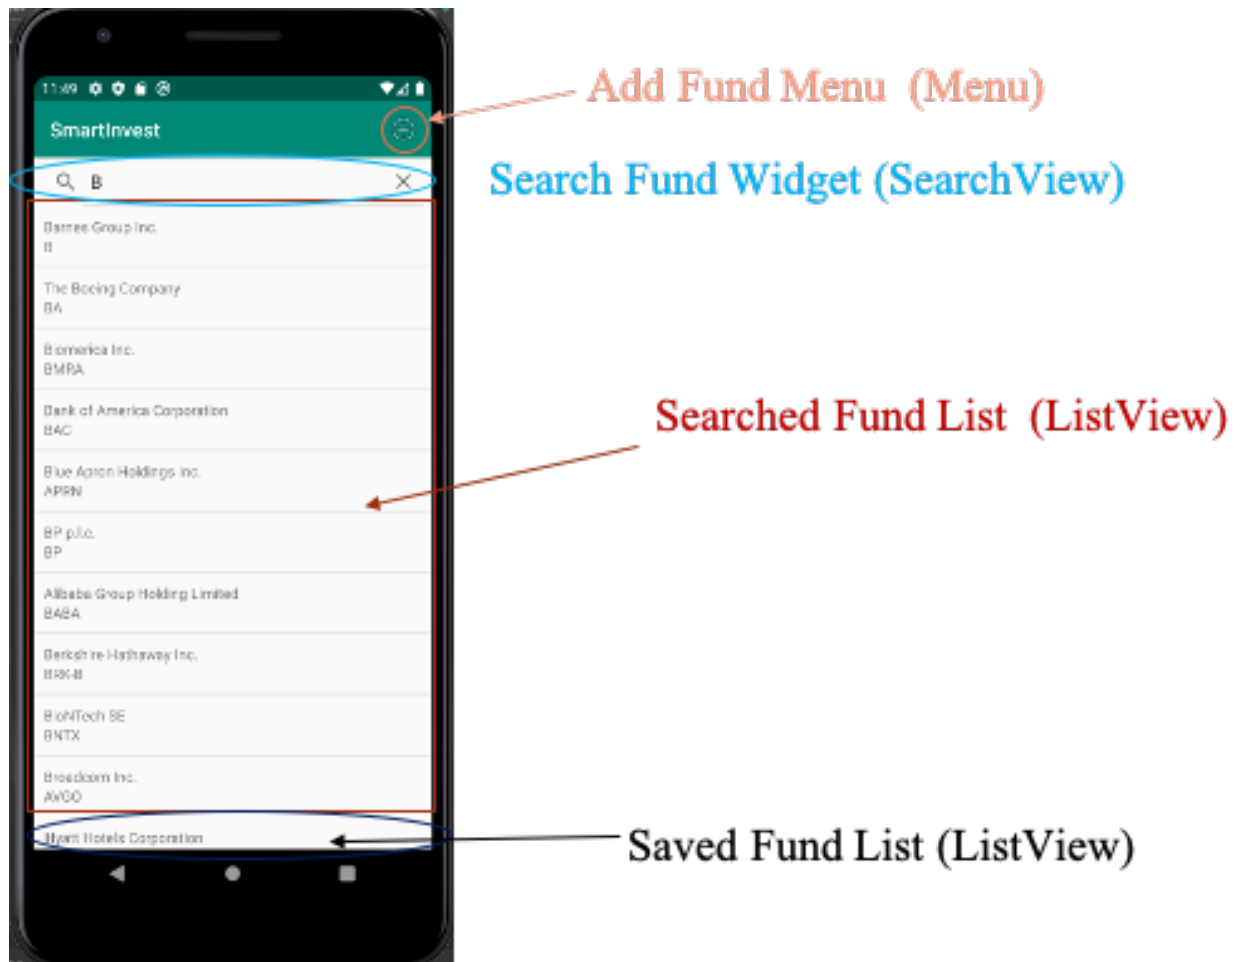 11:49
Add Fund Menu (Menu)
SmartInvest
Search Fund Widget (SearchView)
B
Barnes Group Inc.
B
The Boeing Company
BA
Biomerica Inc.
BMRA
Bank of America Corporation
BAC
Searched Fund List (ListView)
Blue Apron Holdings Inc.
APRN
BP p.l.c.
BP
Alibaba Group Holding Limited
BABA
Berkshire Hathaway Inc.
BRK-B
BioNTech SE
BNTX
Broadcom Inc.
AVGO
Hyatt Hotels Corporation
Saved Fund List (ListView)